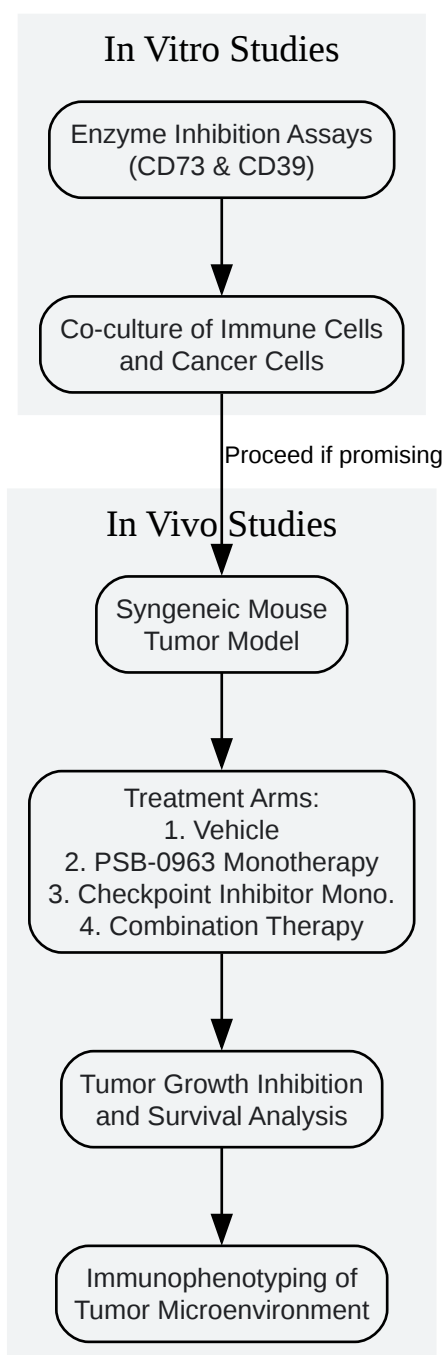 In Vitro Studies
Enzyme Inhibition Assays
(CD73 & CD39)
Co-culture of Immune Cells
and Cancer Cells
Proceed if promising
In Vivo Studies
Syngeneic Mouse
Tumor Model
Treatment Arms:
1. Vehicle
2. PSB-0963 Monotherapy
3. Checkpoint Inhibitor Mono.
4. Combination Therapy
Tumor Growth Inhibition
and Survival Analysis
Immunophenotyping of
Tumor Microenvironment